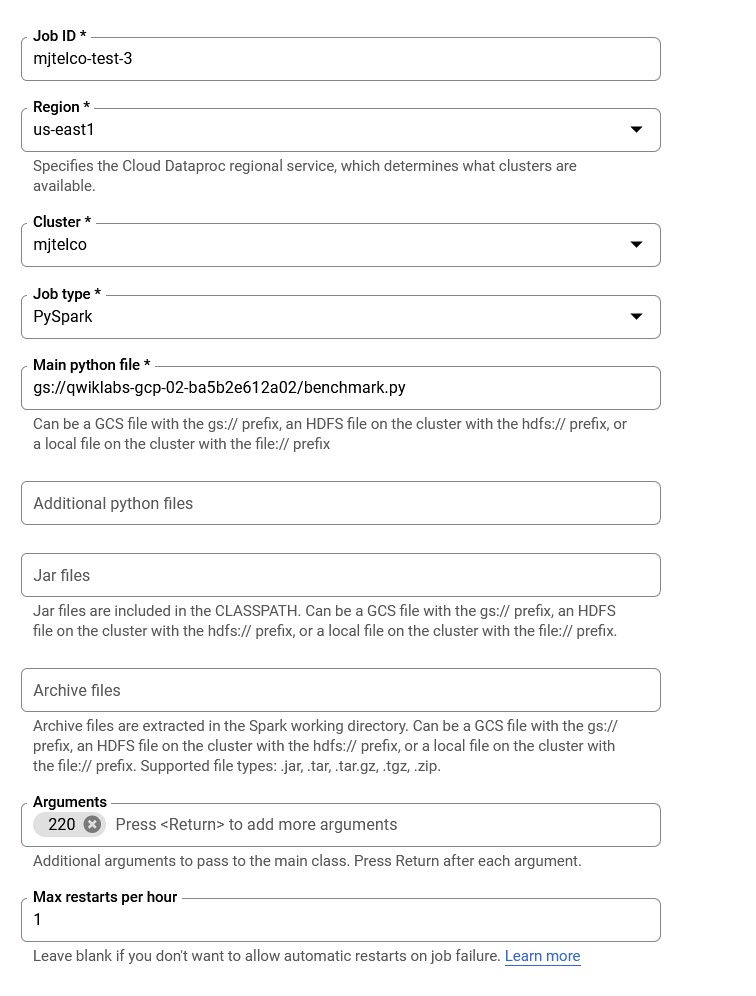 Job ID *
mjtelco-test-3
Region *
us-east1
Specifies the Cloud Dataproc regional service, which determines what clusters are
available.
Cluster *
mjtelco
Job type *
PySpark
Main python file *
gs://qwiklabs-gcp-02-ba5b2e612a02/benchmark.py
Can be a GCS file with the gs:// prefix, an HDFS file on the cluster with the hdfs:// prefix, or
a local file on the cluster with the file:// prefix
Additional python files
Jar files
Jar files are included in the CLASSPATH. Can be a GCS file with the gs:// prefix, an HDFS
file on the cluster with the hdfs:// prefix, or a local file on the cluster with the file:// prefix.
Archive files
Archive files are extracted in the Spark working directory. Can be a GCS file with the gs://
prefix, an HDFS file on the cluster with the hdfs:// prefix, or a local file on the cluster with
the file:// prefix. Supported file types: .jar, .tar, .tar.gz, .tgz, .zip.
Arguments
220 Press <Return> to add more arguments
Additional arguments to pass to the main class. Press Return after each argument.
Max restarts per hour
1
Leave blank if you don't want to allow automatic restarts on job failure. Learn more